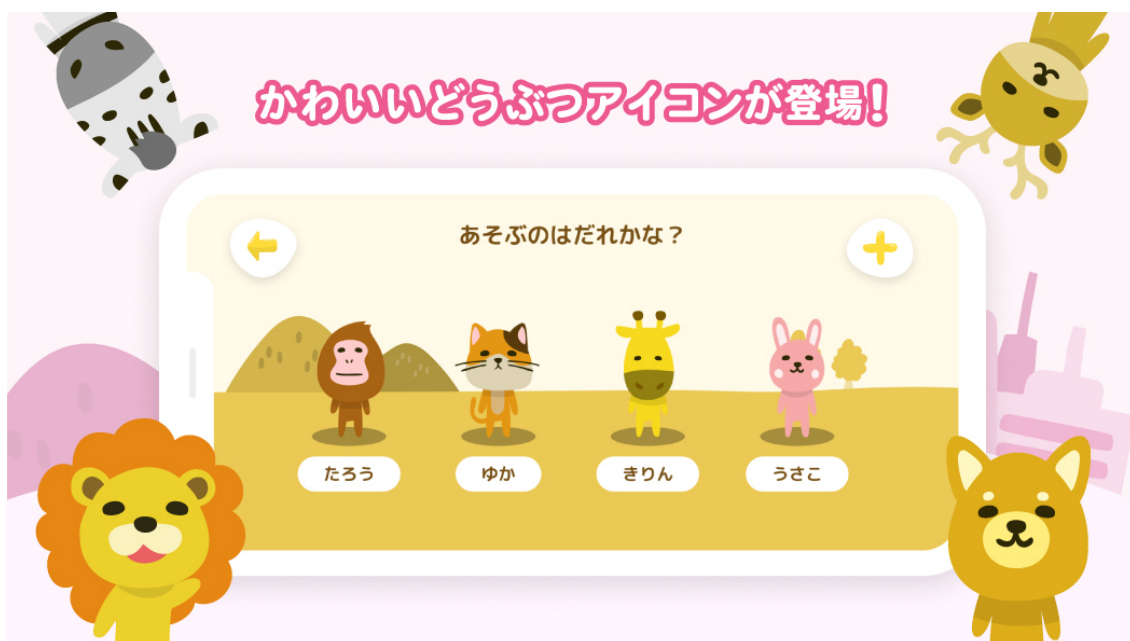 かわいいどうぶつアイコンが登場!
あそぶのはだれかな?
たろう
ゆか
きりん
うさこ